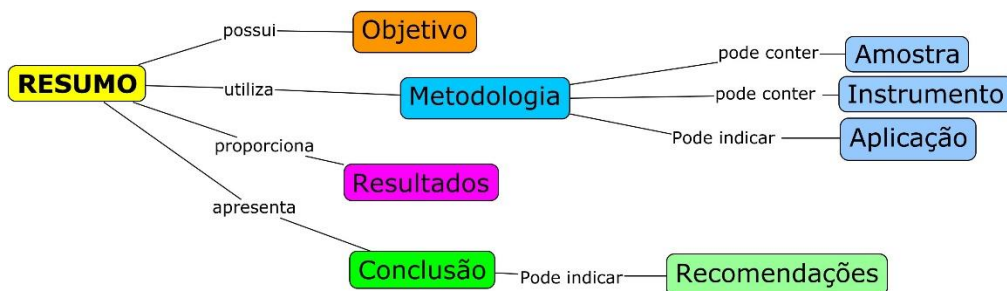 possui
Objetivo
RESUMO
utiliza
Metodologia
pode conter
Amostra
pode conter
Instrumento
Pode indicar
Aplicação
proporciona
Resultados
apresenta
Conclusão
Pode indicar
Recomendações